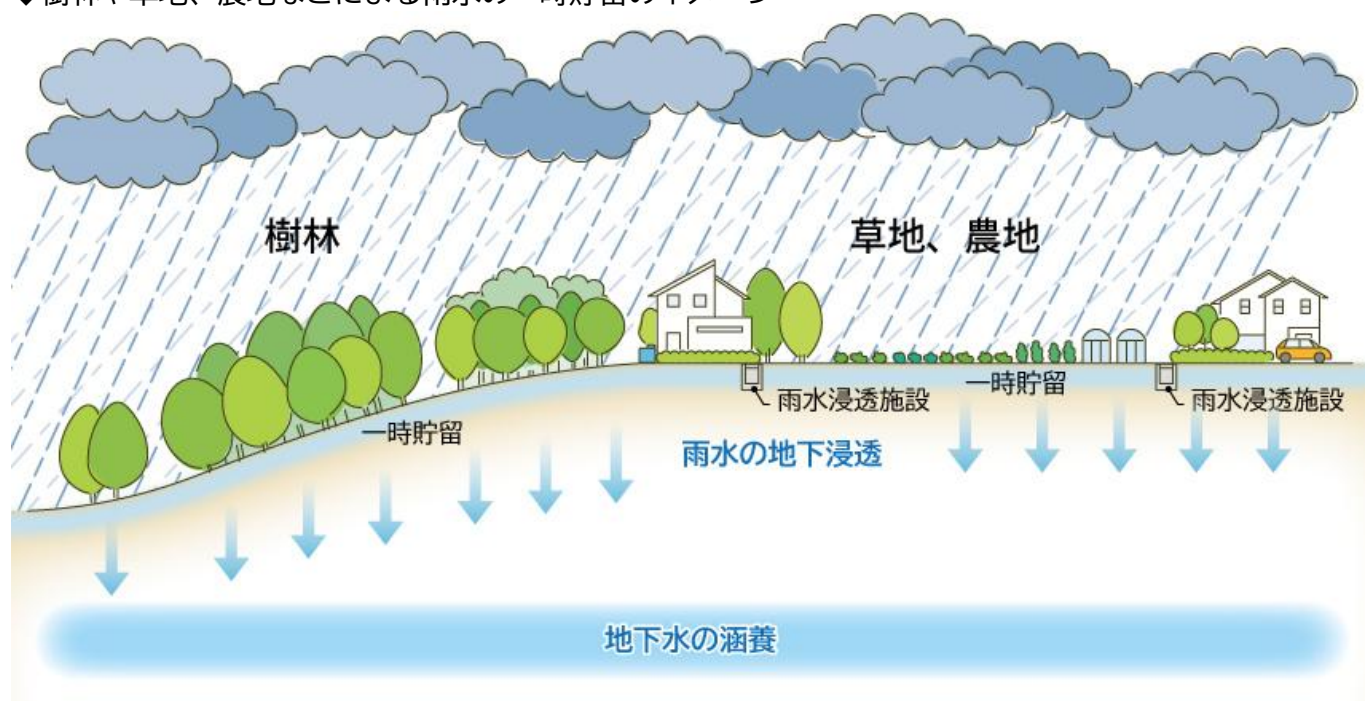 樹林
草地、農地
一時貯留
雨水浸透施設
一時貯留
雨水浸透施設
雨水の地下浸透
地下水の涵養